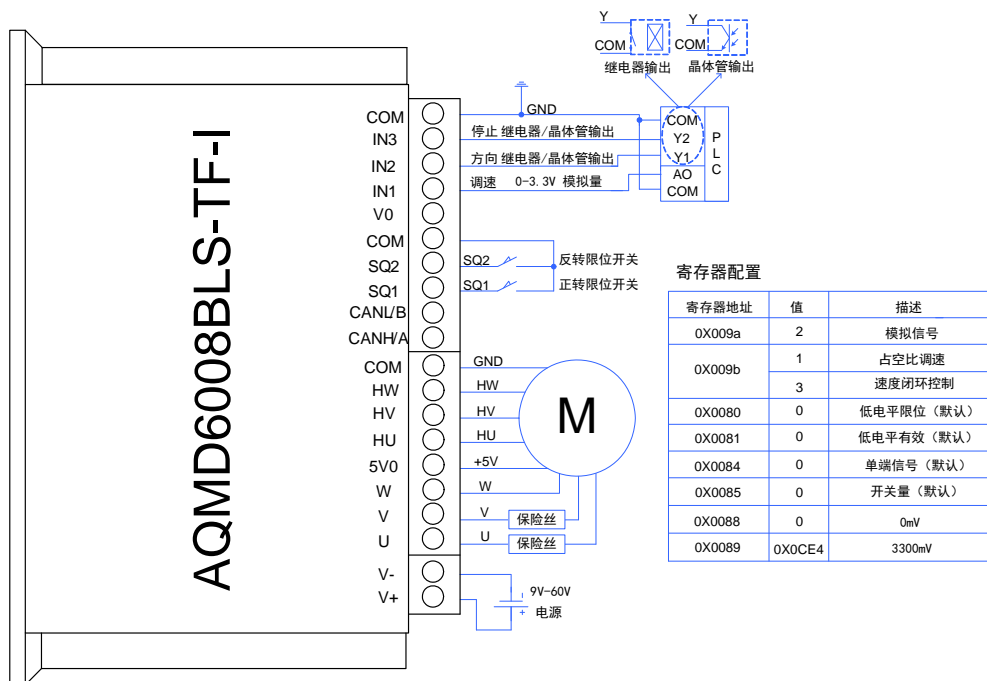 AQMD6008BLS-TF-I
COM
IN3
IN2
IN1
V0
COM
SQ2
SQ1
CANL/B
CANH/A
COM
HW
HV
HU
5V0
W
V
U
V-
V+
GND
停止 继电器/晶体管输出
方向 继电器/晶体管输出
调速 0-3.3V 模拟量
Y
COM
继电器输出
Y
COM
晶体管输出
COM
Y2
Y1
AO
COM
PLC
SQ2
反转限位开关
SQ1
正转限位开关
GND
HW
HV
HU
+5V
W
V
保险丝
U
保险丝
M
9V-60V
电源
寄存器配置
寄存器地址 值 描述
0X009a 2 模拟信号
0X009b 1 占空比调速
3 速度闭环控制
0X0080 0 低电平限位（默认）
0X0081 0 低电平有效（默认）
0X0084 0 单端信号（默认）
0X0085 0 开关量（默认）
0X0088 0 0mV
0X0089 0X0CE4 3300mV